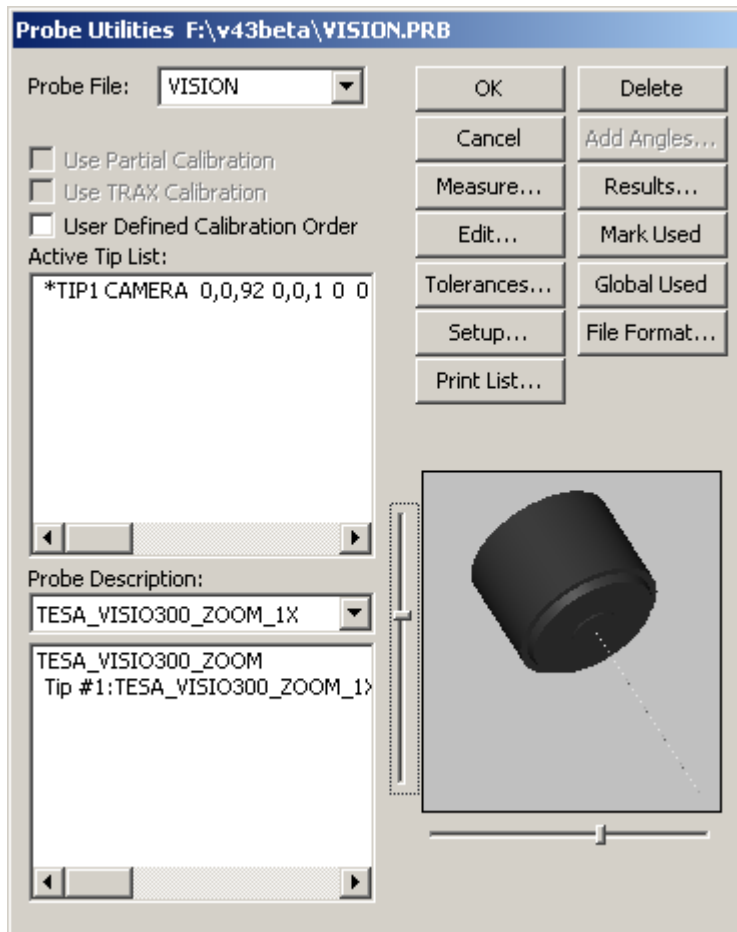 Probe Utilities F:\v43beta\VISION.PRB
Probe File: VISION
Use Partial Calibration
Use TRAX Calibration
User Defined Calibration Order
Active Tip List:
*TIP1 CAMERA 0,0,92 0,0,1 0 0
Probe Description:
TESA_VISIO300_ZOOM_1X
TESA_VISIO300_ZOOM
Tip #1:TESA_VISIO300_ZOOM_1X
OK Delete
Cancel Add Angles...
Measure... Results...
Edit... Mark Used
Tolerances... Global Used
Setup... File Format...
Print List...